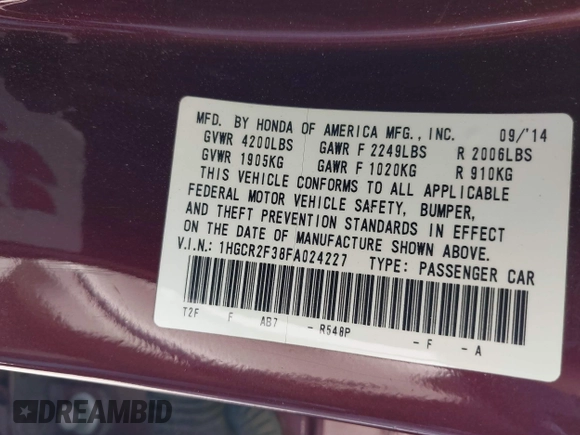 MFD. BY HONDA OF AMERICA MFG., INC. 09/'14
GVWR 4200LBS GAWR F 2249LBS R 2006LBS
GVWR 1905KG GAWR F 1020KG R 910KG
THIS VEHICLE CONFORMS TO ALL APPLICABLE
FEDERAL MOTOR VEHICLE SAFETY, BUMPER,
AND THEFT PREVENTION STANDARDS IN EFFECT
ON THE DATE OF MANUFACTURE SHOWN ABOVE.
V.I.N.: 1HGCR2F38FA024227 TYPE: PASSENGER CAR
T2F F AB7 - R548P - F - A
DREAMBID